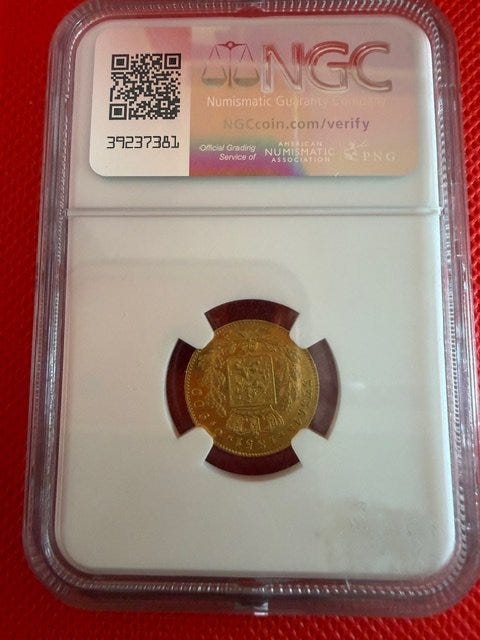 NGC
Numismatic Guaranty Company
NGCcoin.com/verify
39237381
Official Grading
Service of
AMERICAN
NUMISMATIC
ASSOCIATION
PNG